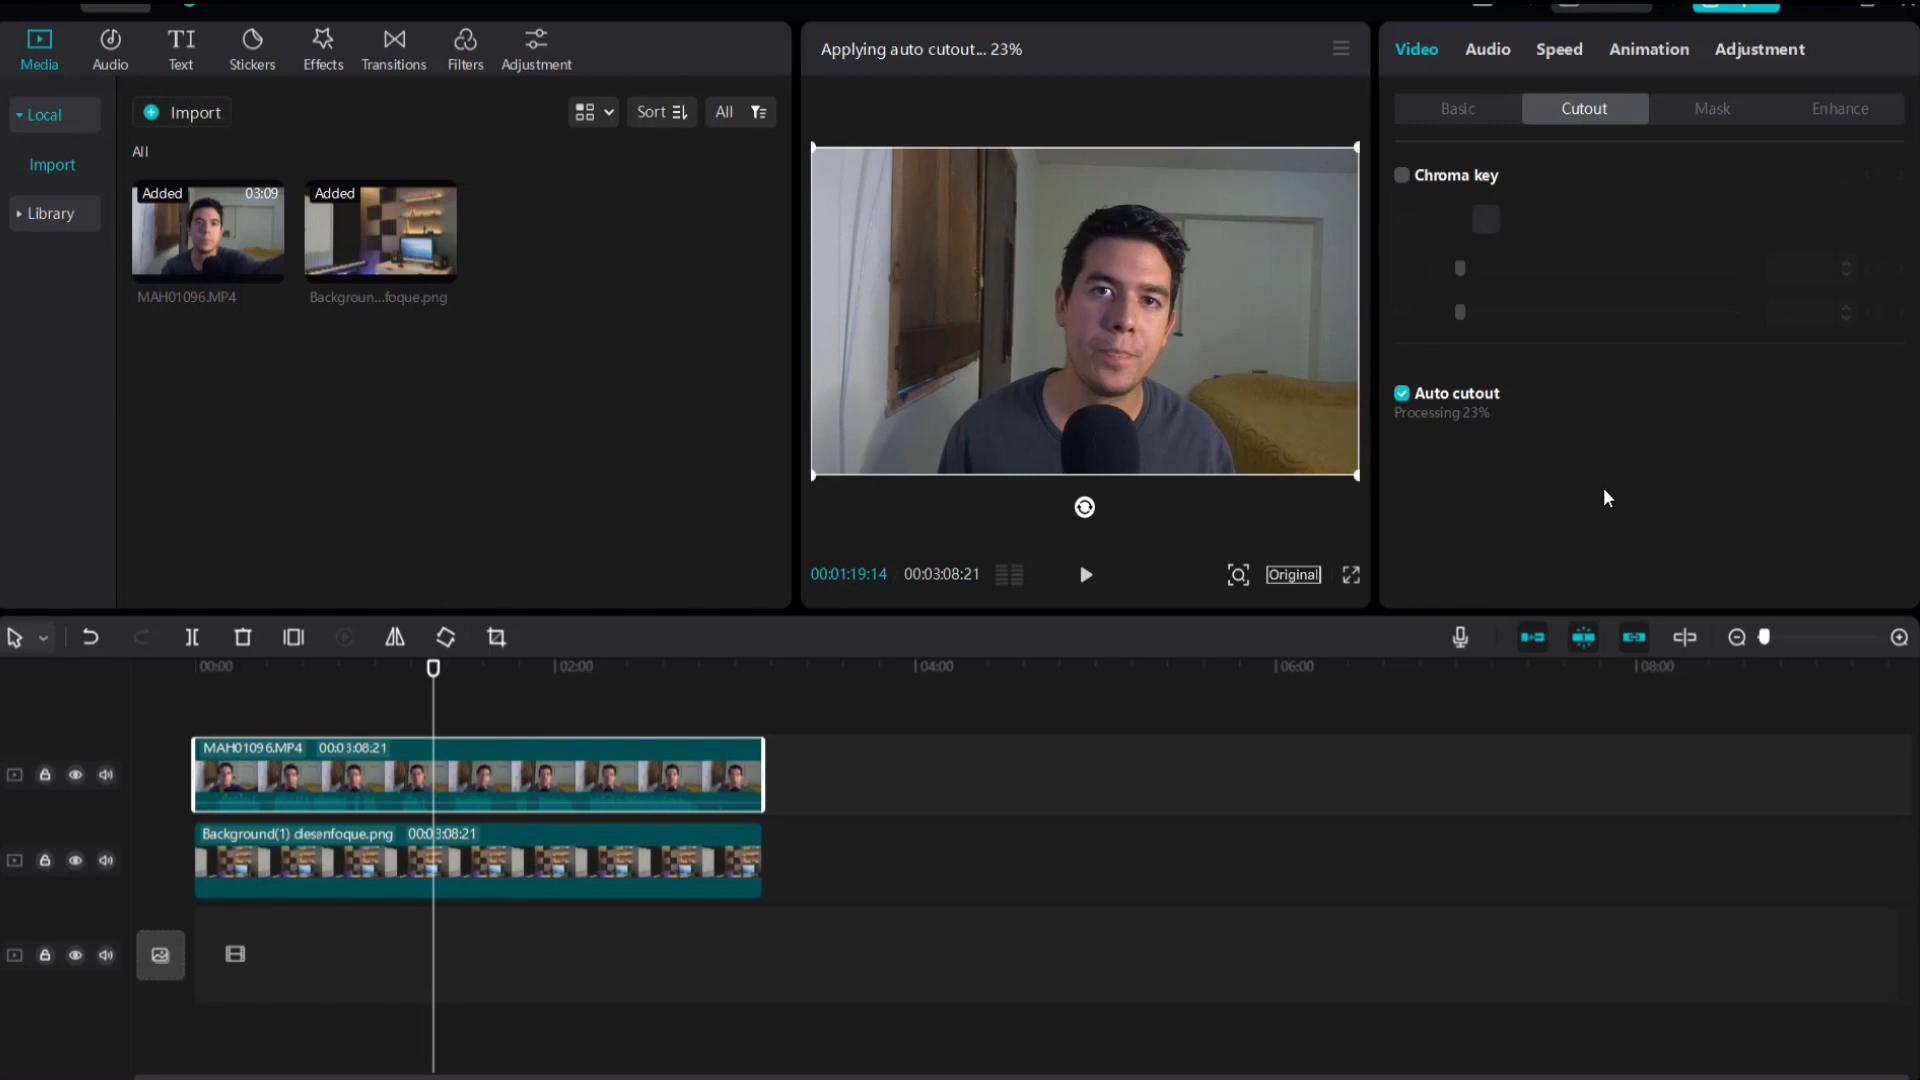 Media
Audio
Text
Stickers
Effects
Transitions
Filters
Adjustment
Local
Import
Library
Import
Sort
All
All
Added
03:09
MAH01096.MP4
Added
Backgroun...foque.png
Applying auto cutout... 23%
00:01:19:14
00:03:08:21
Original
Video
Audio
Speed
Animation
Adjustment
Basic
Cutout
Mask
Enhance
Chroma key
Auto cutout
Processing 23%
00:00
02:00
04:00
06:00
08:00
MAH01096.MP4 00:03:08:21
Background(1) desenfoque.png 00:03:08:21